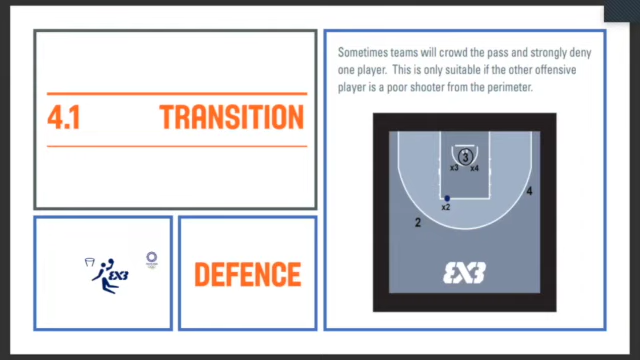 4.1 TRANSITION
Sometimes teams will crowd the pass and strongly deny
one player. This is only suitable if the other offensive
player is a poor shooter from the perimeter.
3
x3 x4
4
x2
2
3X3
3X3
DEFENCE